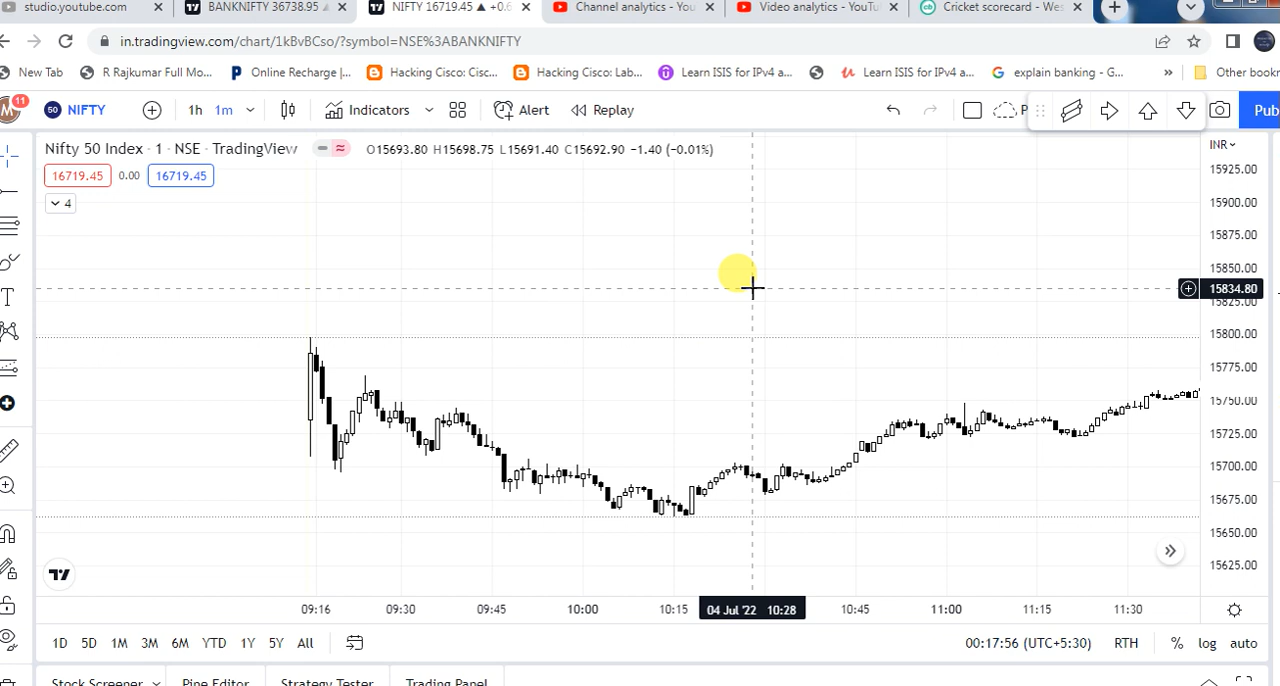 studio.youtube.com × BANKNIFTY 36738.95 × NIFTY 16719.45 ▲ +0.6 × Channel analytics - You × Video analytics - YouTu × Cricket scorecard - Wes ×
in.tradingview.com/chart/1kBvBCso/?symbol=NSE%3ABANKNIFTY
New Tab R Rajkumar Full Mo... Online Recharge |... Hacking Cisco: Cisc... Hacking Cisco: Lab... Learn ISIS for IPv4 a... Learn ISIS for IPv4 a... explain banking - G... » Other bookr
M 11 50 NIFTY 1h 1m Indicators Alert Replay P Pub
Nifty 50 Index · 1 · NSE · TradingView O15693.80 H15698.75 L15691.40 C15692.90 −1.40 (−0.01%) INR
16719.45 0.00 16719.45
4
15925.00
15900.00
15875.00
15850.00
15834.80
15825.00
15800.00
15775.00
15750.00
15725.00
15700.00
15675.00
15650.00
15625.00
09:16 09:30 09:45 10:00 10:15 04 Jul '22 10:28 10:45 11:00 11:15 11:30
1D 5D 1M 3M 6M YTD 1Y 5Y All 00:17:56 (UTC+5:30) RTH % log auto
Stock Screener Pine Editor Strategy Tester Trading Panel